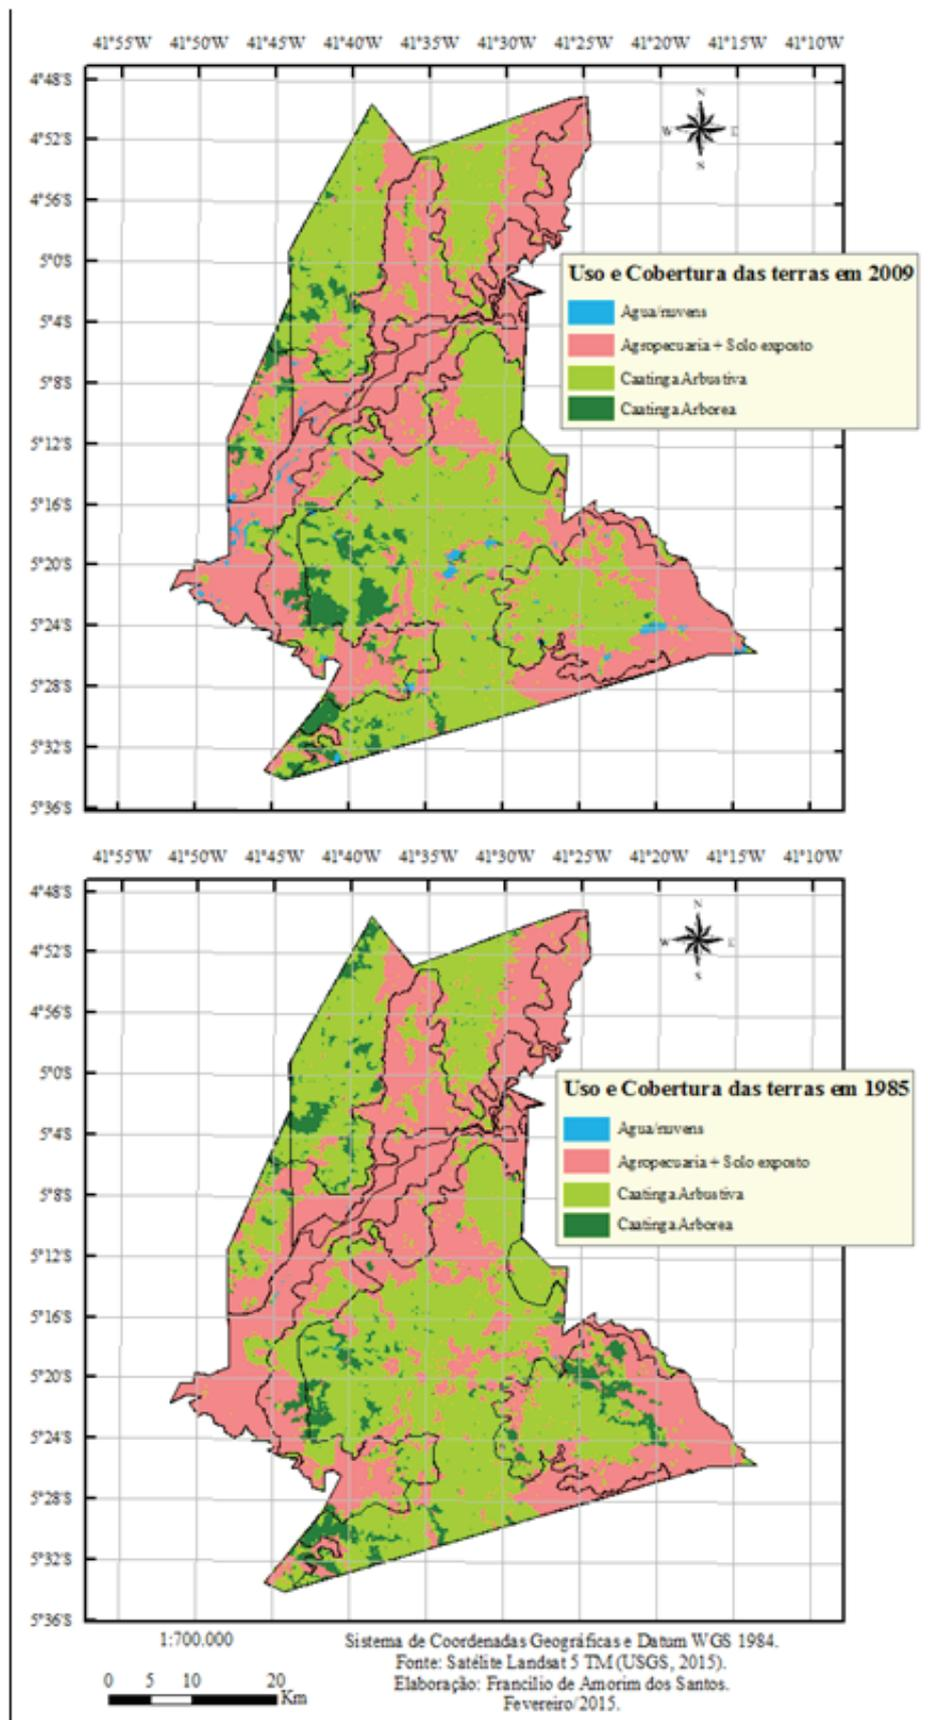 41°55'W 41°50'W 41°45'W 41°40'W 41°35'W 41°30'W 41°25'W 41°20'W 41°15'W 41°10'W
4°48'S
N
W E
S
4°52'S
4°56'S
5°0'S
Uso e Cobertura das terras em 2009
Agua/nuvens
5°4'S
Agropecuaria + Solo exposto
Caatinga Arbustiva
5°8'S
Caatinga Arborea
5°12'S
5°16'S
5°20'S
5°24'S
5°28'S
5°32'S
5°36'S
41°55'W 41°50'W 41°45'W 41°40'W 41°35'W 41°30'W 41°25'W 41°20'W 41°15'W 41°10'W
4°48'S
N
W E
S
4°52'S
4°56'S
5°0'S
Uso e Cobertura das terras em 1985
Agua/nuvens
5°4'S
Agropecuaria + Solo exposto
Caatinga Arbustiva
5°8'S
Caatinga Arborea
5°12'S
5°16'S
5°20'S
5°24'S
5°28'S
5°32'S
5°36'S
1:700.000
0 5 10 20
Km
Sistema de Coordenadas Geográficas e Datum WGS 1984.
Fonte: Satélite Landsat 5 TM (USGS, 2015).
Elaboração: Francílio de Amorim dos Santos.
Fevereiro/2015.